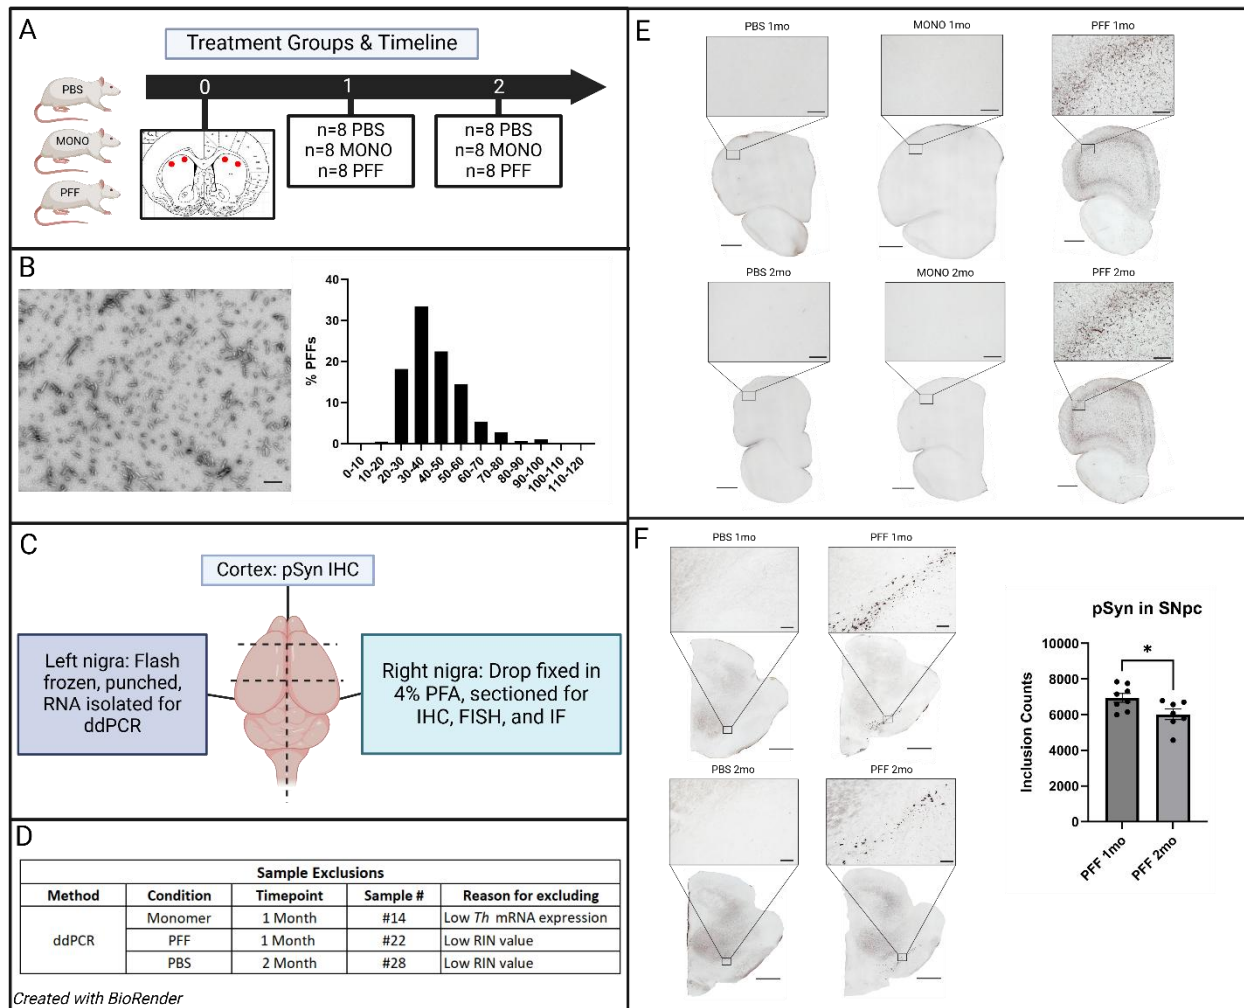 A
Treatment Groups & Timeline
PBS
MONO
PFF
0
1
2
n=8 PBS
n=8 MONO
n=8 PFF
n=8 PBS
n=8 MONO
n=8 PFF
B
% PFFs
40
30
20
10
0
0-10
10-20
20-30
30-40
40-50
50-60
60-70
70-80
80-90
90-100
100-110
110-120
C
Cortex: pSyn IHC
Left nigra: Flash
frozen, punched,
RNA isolated for
ddPCR
Right nigra: Drop fixed in
4% PFA, sectioned for
IHC, FISH, and IF
D
Sample Exclusions
Method Condition Timepoint Sample # Reason for excluding
ddPCR
Monomer 1 Month #14 Low Th mRNA expression
PFF 1 Month #22 Low RIN value
PBS 2 Month #28 Low RIN value
Created with BioRender
E
PBS 1mo
MONO 1mo
PFF 1mo
PBS 2mo
MONO 2mo
PFF 2mo
F
PBS 1mo
PFF 1mo
PBS 2mo
PFF 2mo
pSyn in SNpc
Inclusion Counts
10000
8000
6000
4000
2000
0
*
PFF 1mo
PFF 2mo